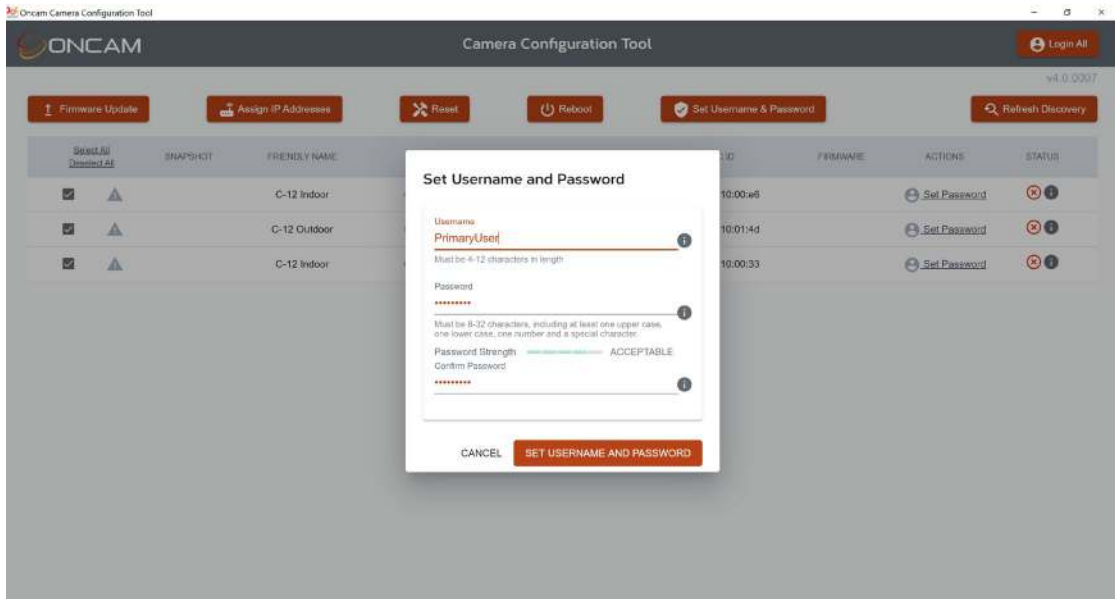 Oncam Camera Configuration Tool
ONCAM
Camera Configuration Tool
Login All
v4.0.0007
Firmware Update
Assign IP Addresses
Reset
Reboot
Set Username & Password
Refresh Discovery
Select All
Deselect All
SNAPSHOT
FRIENDLY NAME
FIRMWARE
ACTIONS
STATUS
C-12 Indoor
10:00:e6
Set Password
C-12 Outdoor
10:01:4d
Set Password
C-12 Indoor
10:00:33
Set Password
Set Username and Password
Username
PrimaryUser
Must be 4-12 characters in length
Password
•••••••••
Must be 8-32 characters, including at least one upper case,
one lower case, one number and a special character.
Password Strength ACCEPTABLE
Confirm Password
•••••••••
CANCEL
SET USERNAME AND PASSWORD